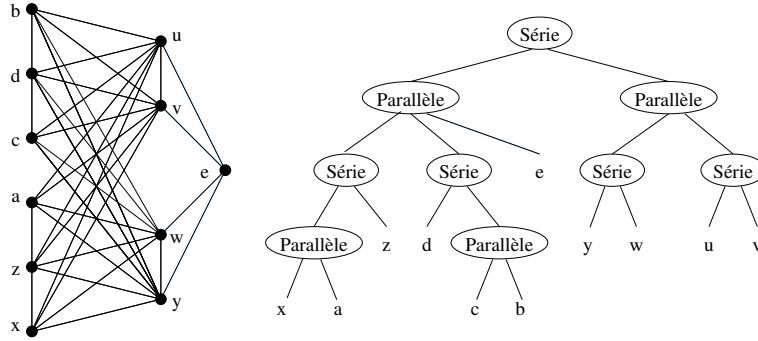 b
d
c
a
z
x
u
v
e
w
y
Série
Parallèle Parallèle
Série Série e Série Série
Parallèle z d Parallèle y w u v
x a c b